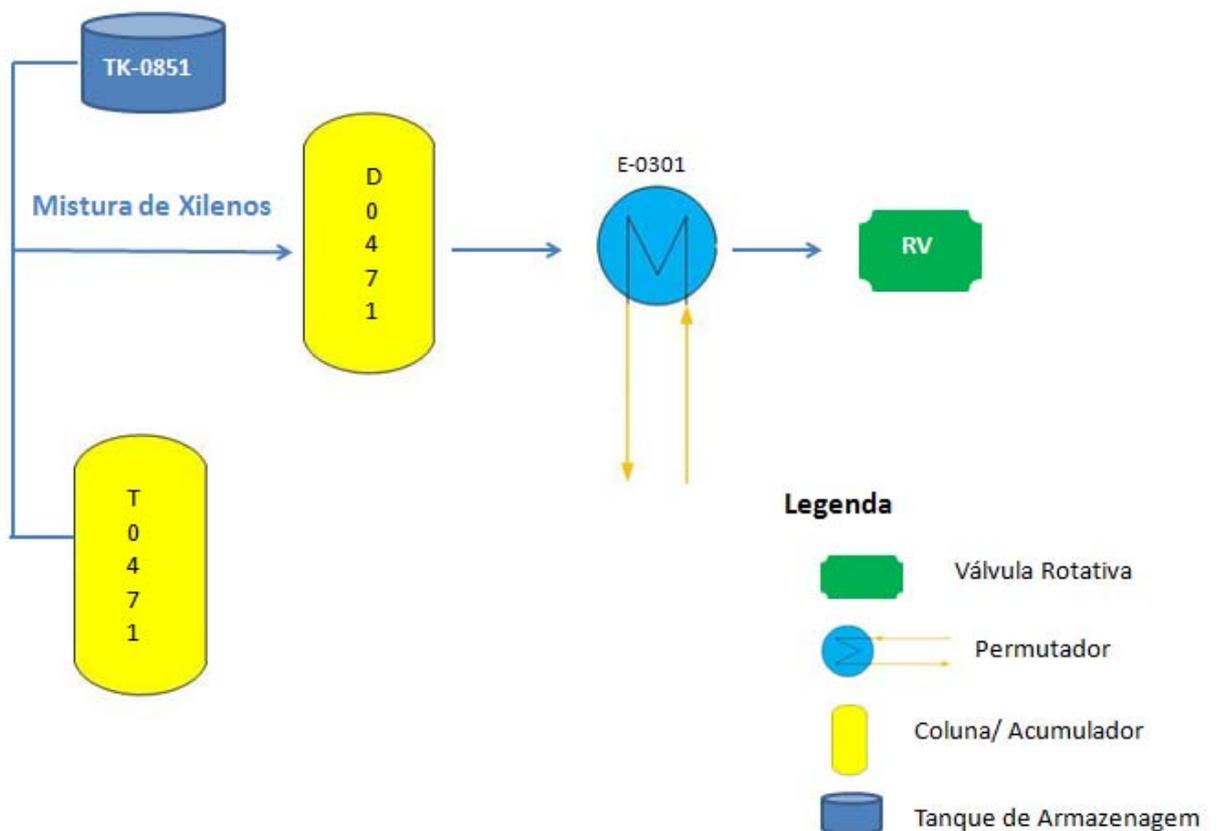 TK-0851
Mistura de Xilenos
D
0
4
7
1
E-0301
RV
T
0
4
7
1
Legenda
Válvula Rotativa
Permutador
Coluna/ Acumulador
Tanque de Armazenagem